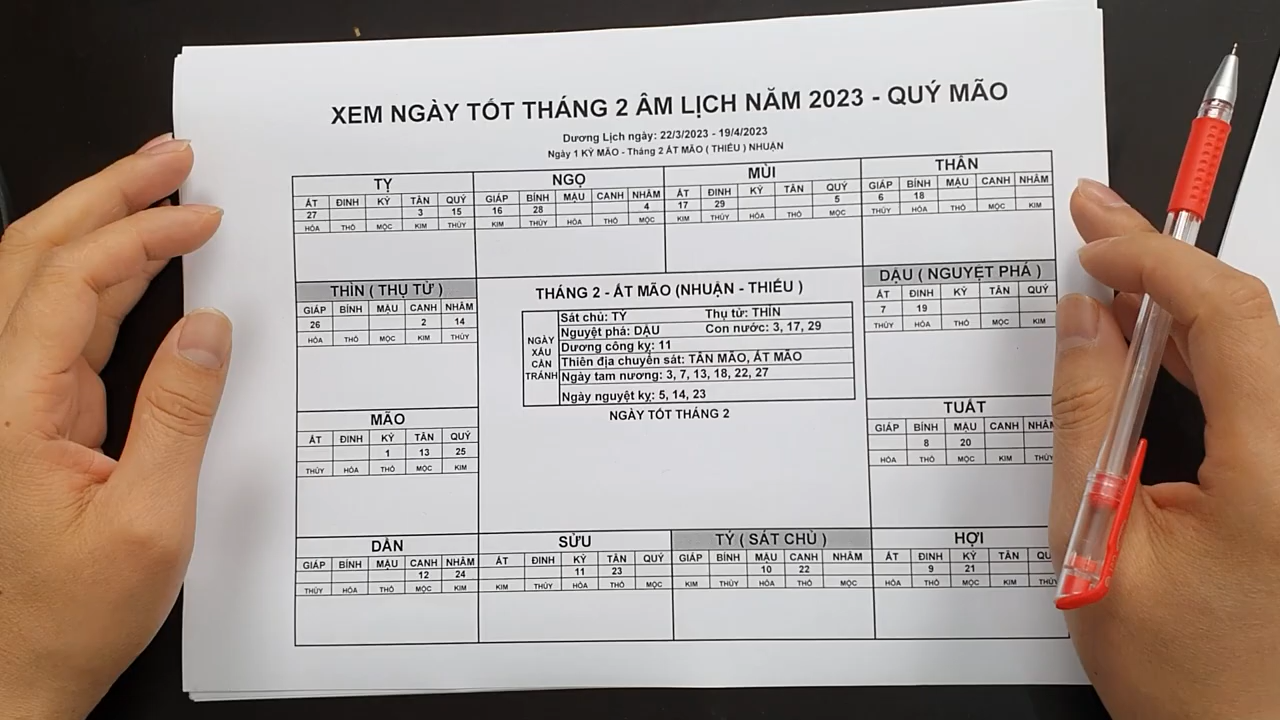 XEM NGÀY TỐT THÁNG 2 ÂM LỊCH NĂM 2023 - QUÝ MÃO
Dương Lịch ngày: 22/3/2023 - 19/4/2023
Ngày 1 KỶ MÃO - Tháng 2 ẤT MÃO ( THIẾU ) NHUẬN
TỴ
ẤT ĐINH KỶ TÂN QUÝ
27 3 15
HỎA THỔ MỘC KIM THỦY
NGỌ
GIÁP BÍNH MẬU CANH NHÂM
16 28 4
KIM THỦY HỎA THỔ MỘC
MÙI
ẤT ĐINH KỶ TÂN QUÝ
17 29 5
KIM THỦY HỎA THỔ MỘC
THÂN
GIÁP BÍNH MẬU CANH NHÂM
6 18
THỦY HỎA THỔ MỘC KIM
THÌN ( THỤ TỬ )
GIÁP BÍNH MẬU CANH NHÂM
26 2 14
HỎA THỔ MỘC KIM THỦY
THÁNG 2 - ẤT MÃO (NHUẬN - THIẾU )
NGÀY XẤU CẦN TRÁNH
Sát chủ: TÝ Thụ tử: THÌN
Nguyệt phá: DẬU Con nước: 3, 17, 29
Dương công kỵ: 11
Thiên địa chuyển sát: TÂN MÃO, ẤT MÃO
Ngày tam nương: 3, 7, 13, 18, 22, 27
Ngày nguyệt kỵ: 5, 14, 23
NGÀY TỐT THÁNG 2
DẬU ( NGUYỆT PHÁ )
ẤT ĐINH KỶ TÂN QUÝ
7 19
THỦY HỎA THỔ MỘC KIM
MÃO
ẤT ĐINH KỶ TÂN QUÝ
1 13 25
THỦY HỎA THỔ MỘC KIM
TUẤT
GIÁP BÍNH MẬU CANH NHÂM
8 20
HỎA THỔ MỘC KIM THỦY
DẦN
GIÁP BÍNH MẬU CANH NHÂM
12 24
THỦY HỎA THỔ MỘC KIM
SỬU
ẤT ĐINH KỶ TÂN QUÝ
11 23
KIM THỦY HỎA THỔ MỘC
TÝ ( SÁT CHỦ )
GIÁP BÍNH MẬU CANH NHÂM
10 22
KIM THỦY HỎA THỔ MỘC
HỢI
ẤT ĐINH KỶ TÂN QU
9 21
HỎA THỔ MỘC KIM THỦY